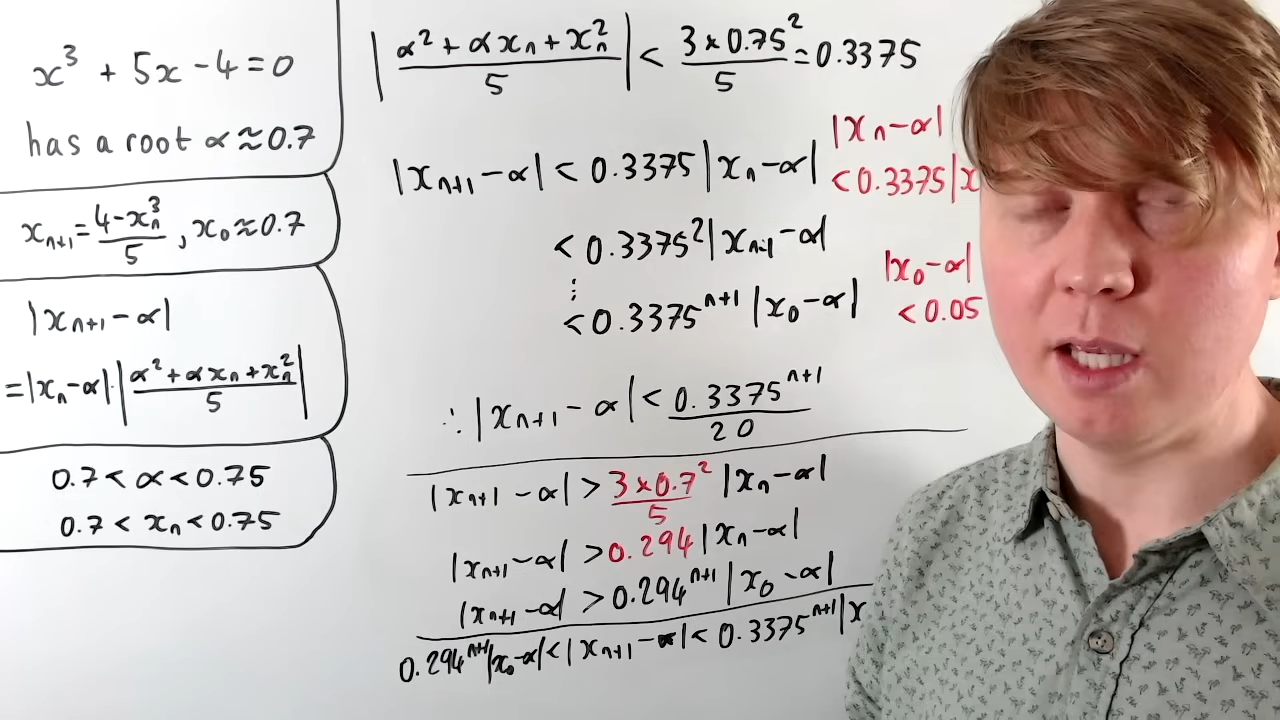 x³ + 5x - 4 = 0
has a root α ≈ 0.7
xₙ₊₁ = (4 - xₙ³)/5 , x₀ ≈ 0.7
|xₙ₊₁ - α|
= |xₙ - α| · |(α² + αxₙ + xₙ²)/5|
0.7 < α < 0.75
0.7 < xₙ < 0.75
|(α² + αxₙ + xₙ²)/5| < (3 × 0.75²)/5 = 0.3375
|xₙ₊₁ - α| < 0.3375 |xₙ - α|
< 0.3375² |xₙ₋₁ - α|
⋮
< 0.3375ⁿ⁺¹ |x₀ - α|
|xₙ - α|
< 0.3375 |x
|x₀ - α|
< 0.05
∴ |xₙ₊₁ - α| < 0.3375ⁿ⁺¹/20
|xₙ₊₁ - α| > (3 × 0.7²)/5 |xₙ - α|
|xₙ₊₁ - α| > 0.294 |xₙ - α|
|xₙ₊₁ - α| > 0.294ⁿ⁺¹ |x₀ - α|
0.294ⁿ⁺¹ |x₀ - α| < |xₙ₊₁ - α| < 0.3375ⁿ⁺¹ |x